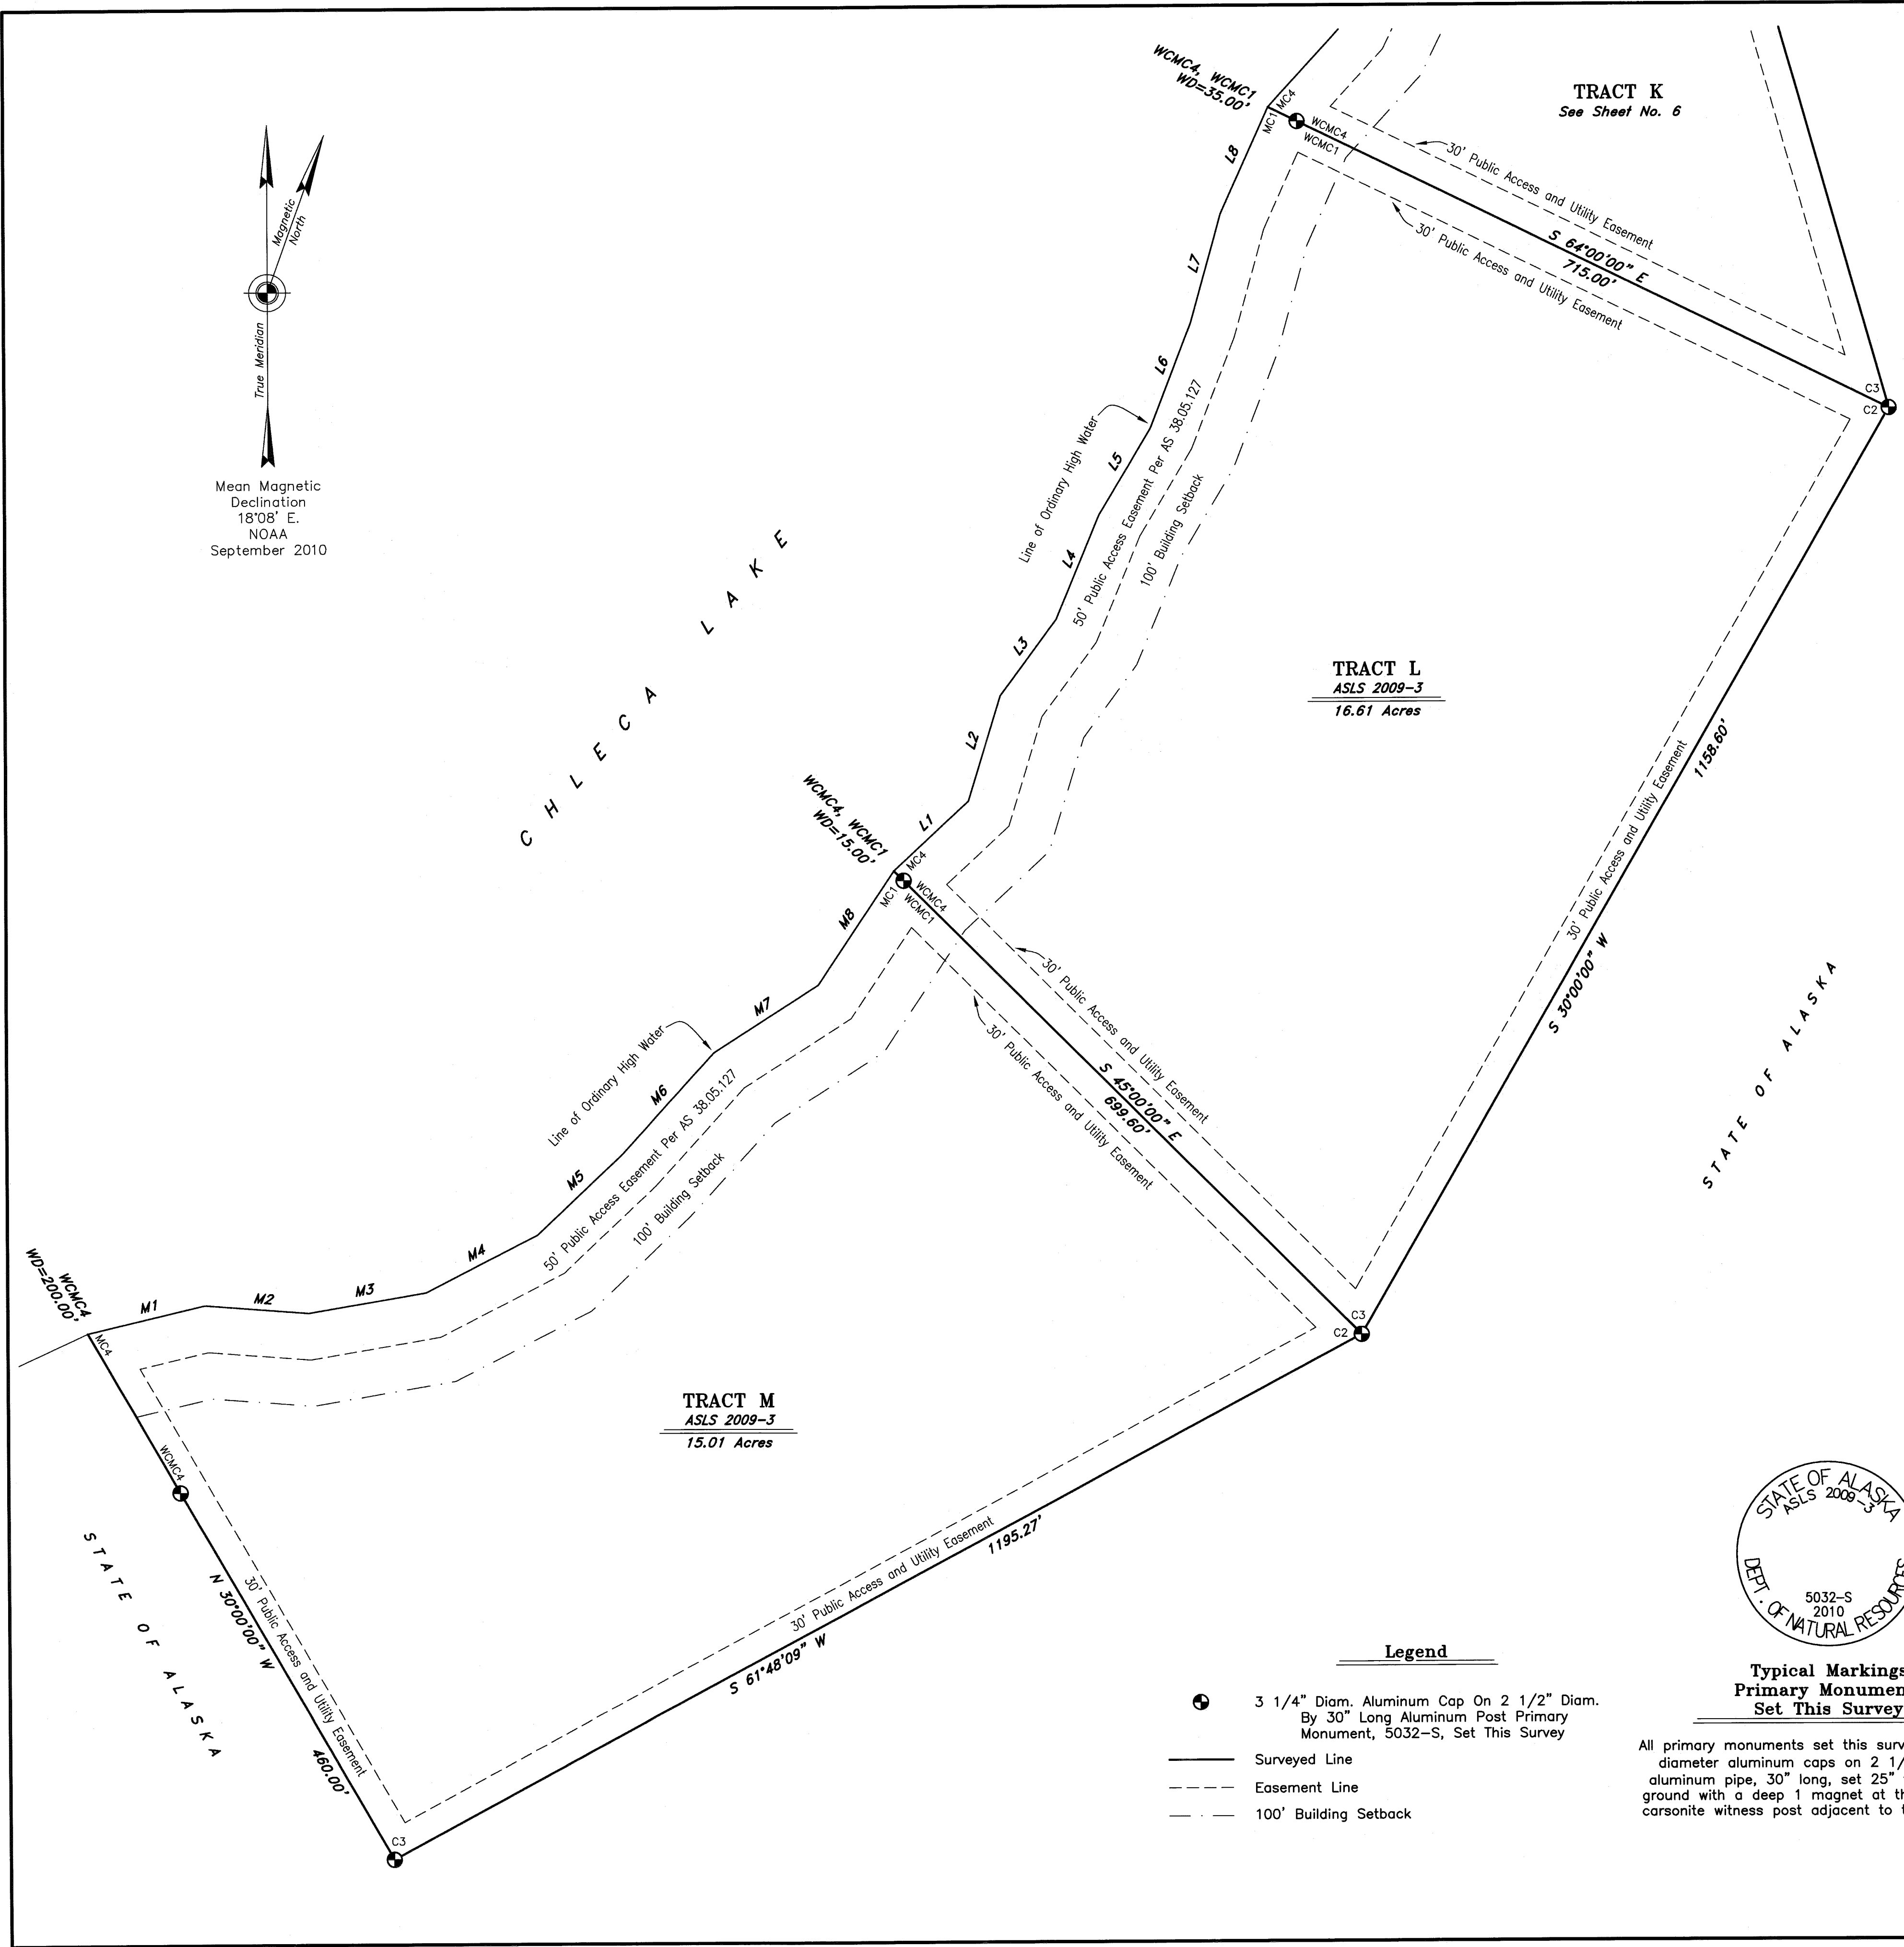 WCMC4, WCMC1
WD=35.00'
MC4
MC1
WCMC4
WCMC1
TRACT K
See Sheet No. 6
30' Public Access and Utility Easement
S 64°00'00" E
715.00'
30' Public Access and Utility Easement
C3
C2
Magnetic
North
True Meridian
Mean Magnetic
Declination
18°08' E.
NOAA
September 2010
CHLECA LAKE
L8
L7
L6
L5
L4
L3
L2
L1
Line of Ordinary High Water
50' Public Access Easement Per AS 38.05.127
100' Building Setback
TRACT L
ASLS 2009-3
16.61 Acres
1158.60'
30' Public Access and Utility Easement
S 30°00'00" W
STATE OF ALASKA
WCMC4, WCMC1
WD=15.00'
MC4
MC1
WCMC4
WCMC1
30' Public Access and Utility Easement
S 45°00'00" E
699.60'
30' Public Access and Utility Easement
C3
C2
M8
M7
M6
M5
M4
M3
M2
M1
Line of Ordinary High Water
50' Public Access Easement Per AS 38.05.127
100' Building Setback
WCMC4
WD=200.00'
MC4
WCMC4
TRACT M
ASLS 2009-3
15.01 Acres
STATE OF ALASKA
N 30°00'00" W
30' Public Access and Utility Easement
460.00'
C3
30' Public Access and Utility Easement
1195.27'
S 61°48'09" W
Legend
3 1/4" Diam. Aluminum Cap On 2 1/2" Diam.
By 30" Long Aluminum Post Primary
Monument, 5032-S, Set This Survey
Surveyed Line
Easement Line
100' Building Setback
STATE OF ALASKA
ASLS 2009-3
5032-S
2010
DEPT. OF NATURAL RESOURCES
Typical Markings
Primary Monumen
Set This Survey
All primary monuments set this surv
diameter aluminum caps on 2 1/
aluminum pipe, 30" long, set 25"
ground with a deep 1 magnet at th
carsonite witness post adjacent to